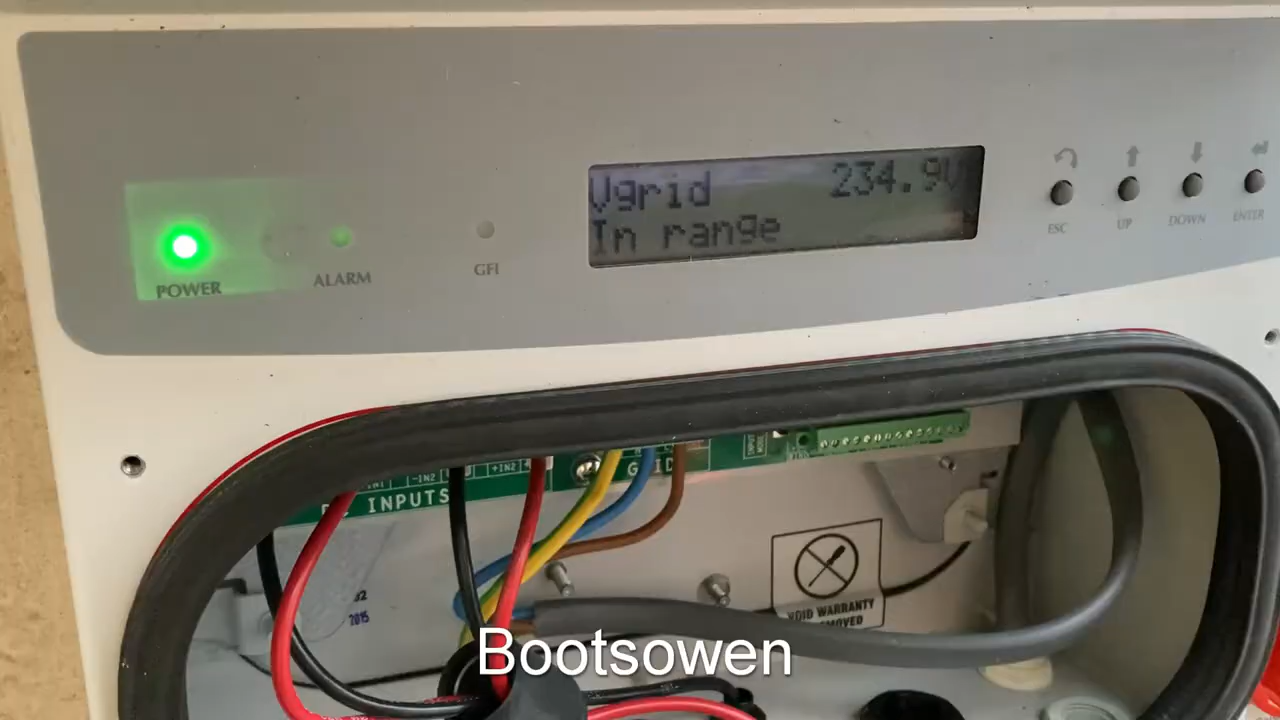 Vgrid 234.9V
In range
POWER
ALARM
GFI
ESC
UP
DOWN
ENTER
-IN2
+IN2
INPUTS
GRID
2015
VOID WARRANTY
Bootsowen